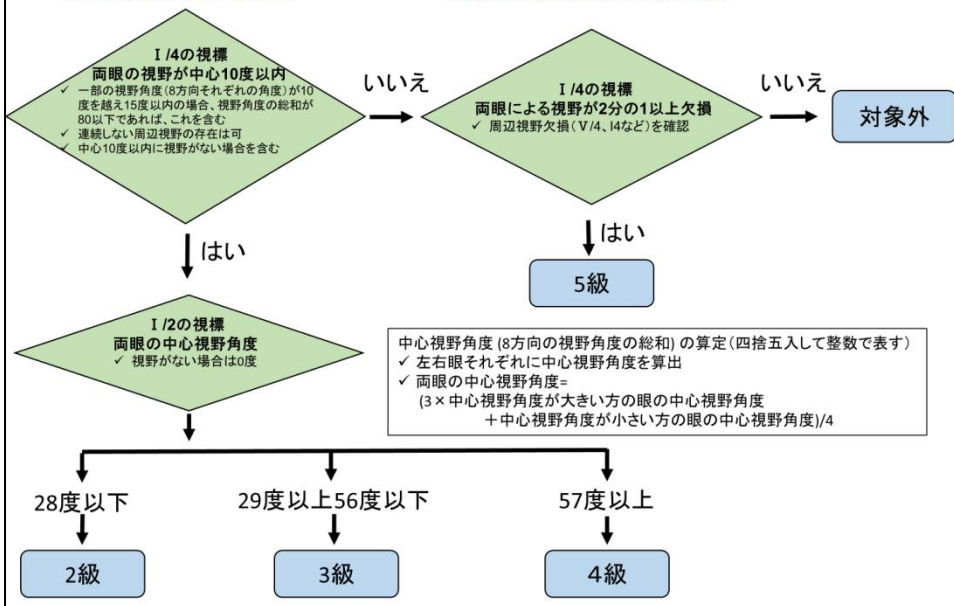 Ⅰ/4の視標
両眼の視野が中心10度以内
✓ 一部の視野角度(8方向それぞれの角度)が10
度を越え15度以内の場合、視野角度の総和が
80以下であれば、これを含む
✓ 連続しない周辺視野の存在は可
✓ 中心10度以内に視野がない場合を含む
いいえ
Ⅰ/4の視標
両眼による視野が2分の1以上欠損
✓ 周辺視野欠損(Ⅴ/4、I4など)を確認
いいえ
対象外
はい
はい
5級
Ⅰ/2の視標
両眼の中心視野角度
✓ 視野がない場合は0度
中心視野角度 (8方向の視野角度の総和) の算定(四捨五入して整数で表す)
✓ 左右眼それぞれに中心視野角度を算出
✓ 両眼の中心視野角度=
(3×中心視野角度が大きい方の眼の中心視野角度
+中心視野角度が小さい方の眼の中心視野角度)/4
28度以下
29度以上56度以下
57度以上
2級
3級
4級